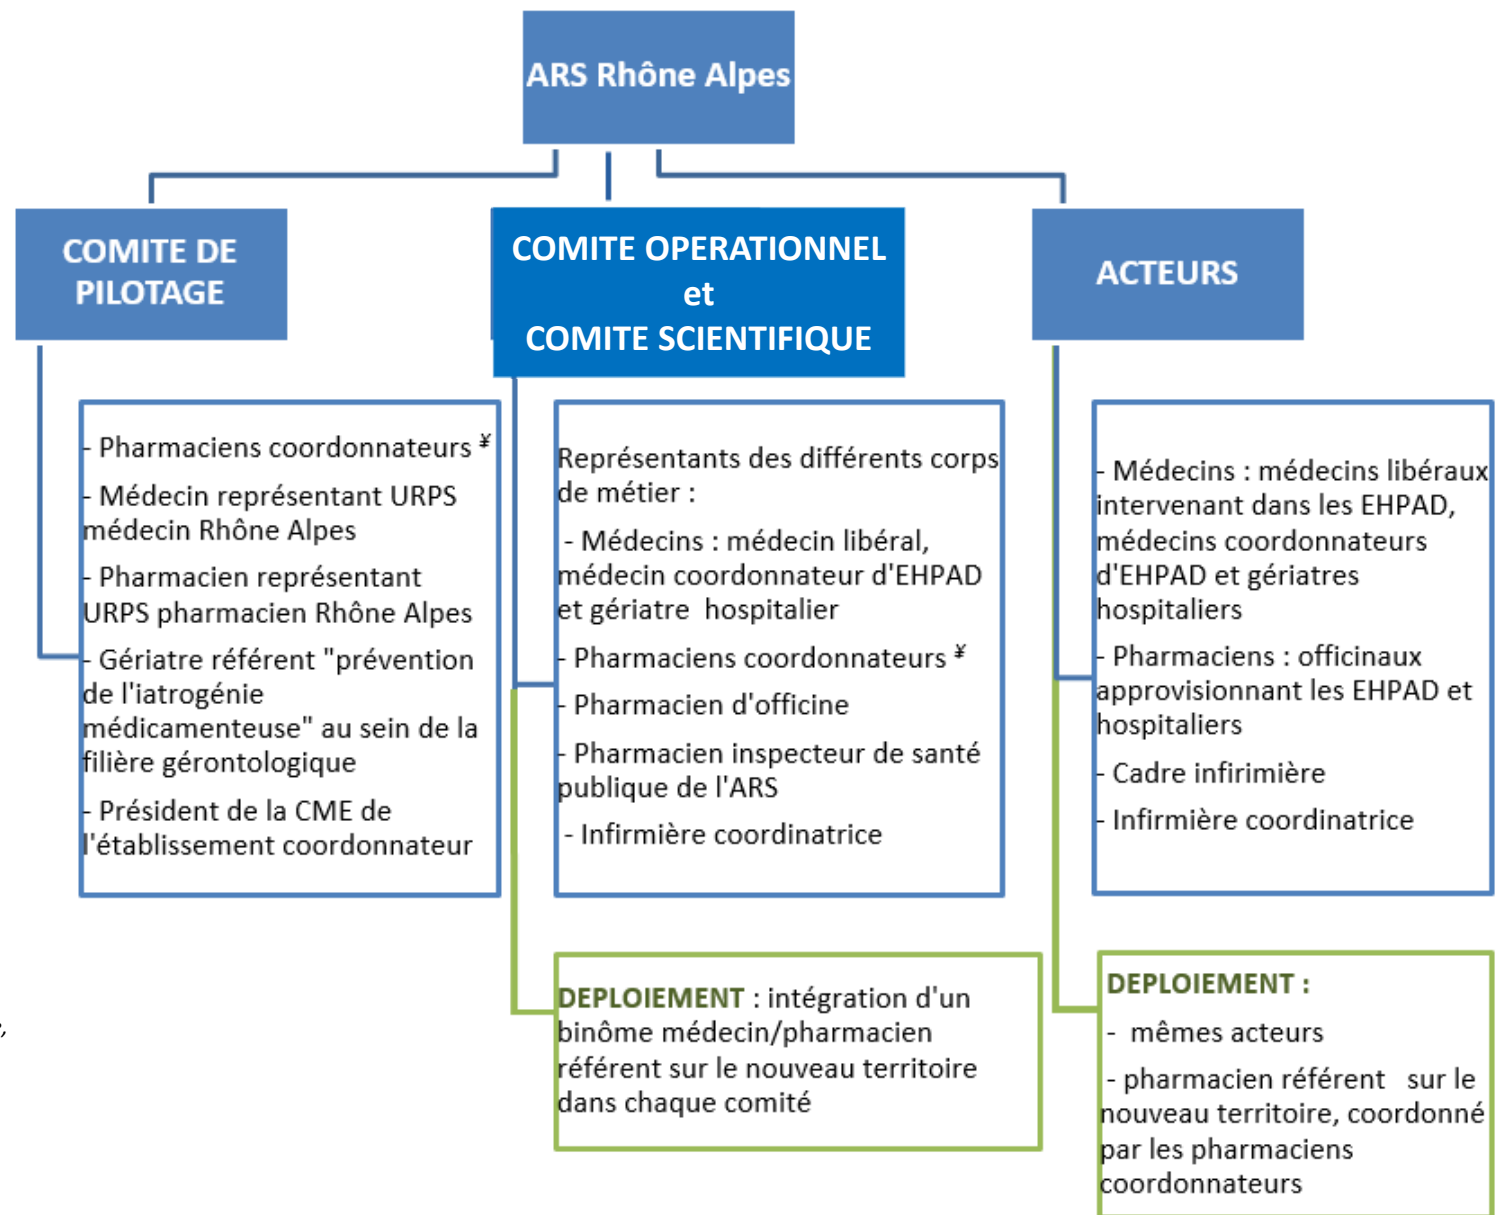 ARS Rhône Alpes
COMITE DE
PILOTAGE
- Pharmaciens coordonnateurs ¥
- Médecin représentant URPS
médecin Rhône Alpes
- Pharmacien représentant
URPS pharmacien Rhône Alpes
- Gériatre référent "prévention
de l'iatrogénie
médicamenteuse" au sein de la
filière gérontologique
- Président de la CME de
l'établissement coordonnateur
COMITE OPERATIONNEL
et
COMITE SCIENTIFIQUE
Représentants des différents corps
de métier :
- Médecins : médecin libéral,
médecin coordonnateur d'EHPAD
et gériatre hospitalier
- Pharmaciens coordonnateurs ¥
- Pharmacien d'officine
- Pharmacien inspecteur de santé
publique de l'ARS
- Infirmière coordinatrice
DEPLOIEMENT : intégration d'un
binôme médecin/pharmacien
référent sur le nouveau territoire
dans chaque comité
ACTEURS
- Médecins : médecins libéraux
intervenant dans les EHPAD,
médecins coordonnateurs
d'EHPAD et gériatres
hospitaliers
- Pharmaciens : officinaux
approvisionnant les EHPAD et
hospitaliers
- Cadre infirimière
- Infirmière coordinatrice
DEPLOIEMENT :
- mêmes acteurs
- pharmacien référent sur le
nouveau territoire, coordonné
par les pharmaciens
coordonnateurs